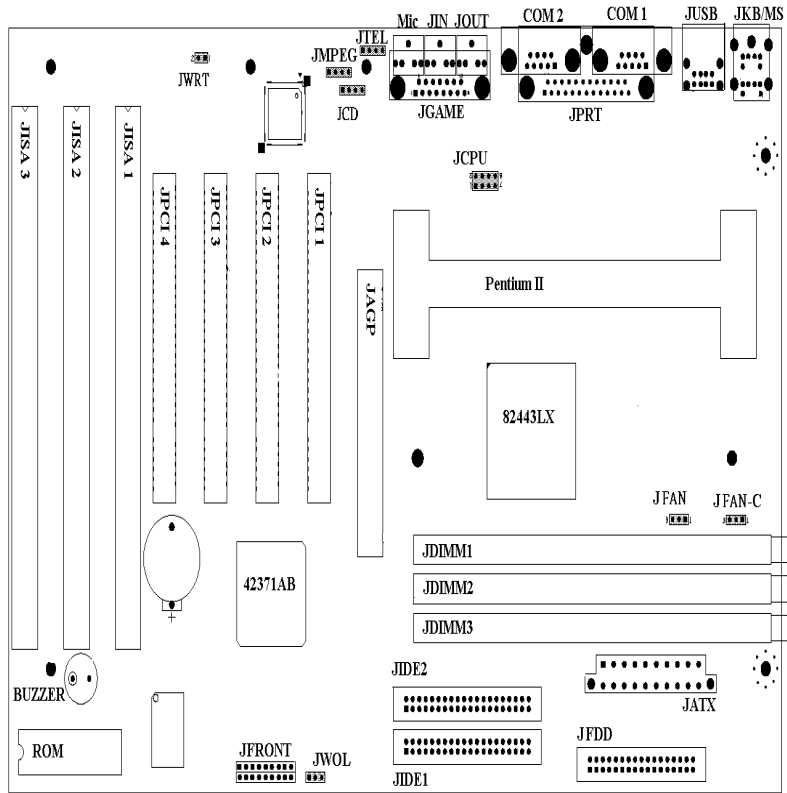 Mic JIN JOUT COM 2 COM 1 JUSB JKB/MS
JTEL
JMPEG
JWRT
JCD
JGAME
JPRT
JCPU
JISA 3
JISA 2
JISA 1
JPCI 4
JPCI 3
JPCI 2
JPCI 1
JAGP
Pentium II
82443LX
JFAN
JFAN-C
JDIMM1
JDIMM2
JDIMM3
42371AB
+
BUZZER
JIDE2
JATX
ROM
JFRONT
JWOL
JIDE1
JFDD